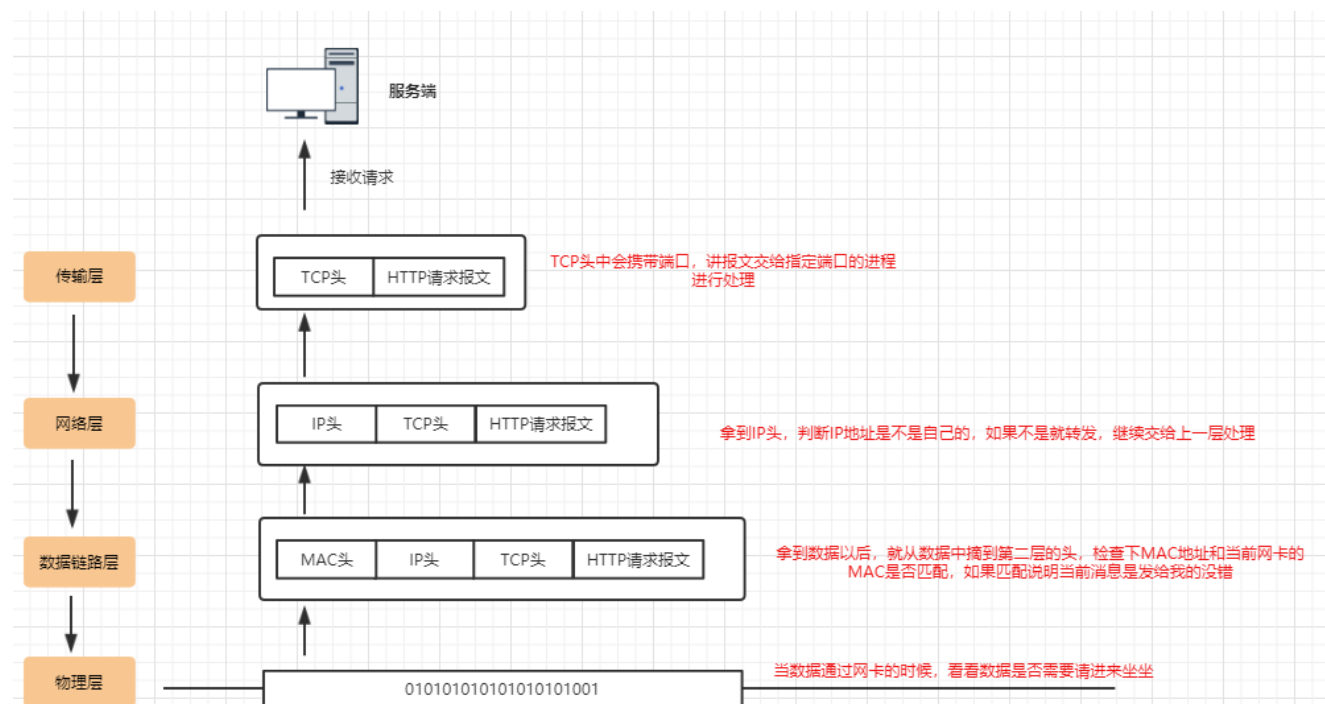 服务端
接收请求
传输层
TCP头
HTTP请求报文
TCP头中会携带端口，讲报文交给指定端口的进程
进行处理
网络层
IP头
TCP头
HTTP请求报文
拿到IP头，判断IP地址是不是自己的，如果不是就转发，继续交给上一层处理
数据链路层
MAC头
IP头
TCP头
HTTP请求报文
拿到数据以后，就从数据中摘到第二层的头，检查下MAC地址和当前网卡的
MAC是否匹配，如果匹配说明当前消息是发给我的没错
物理层
010101010101010101001
当数据通过网卡的时候，看看数据是否需要请进来坐坐